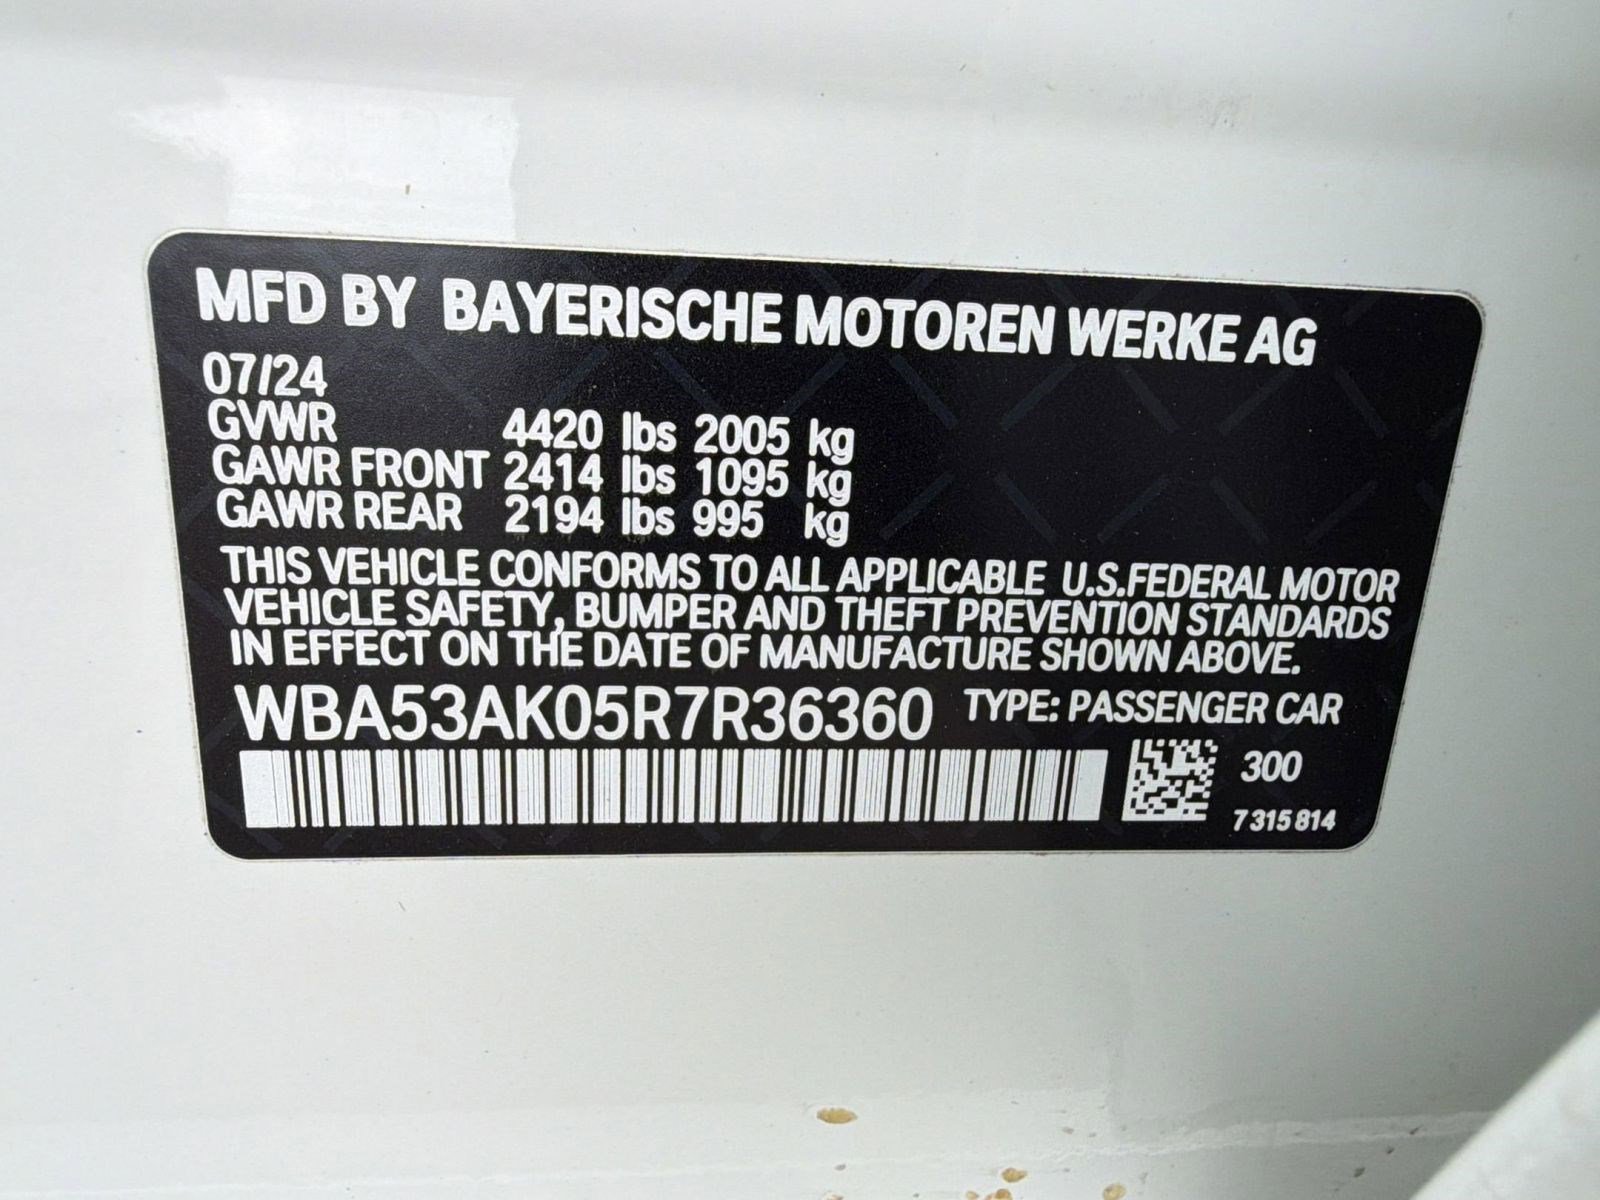 MFD BY BAYERISCHE MOTOREN WERKE AG
07/24
GVWR 4420 lbs 2005 kg
GAWR FRONT 2414 lbs 1095 kg
GAWR REAR 2194 lbs 995 kg
THIS VEHICLE CONFORMS TO ALL APPLICABLE U.S.FEDERAL MOTOR
VEHICLE SAFETY, BUMPER AND THEFT PREVENTION STANDARDS
IN EFFECT ON THE DATE OF MANUFACTURE SHOWN ABOVE.
WBA53AK05R7R36360 TYPE: PASSENGER CAR
300
7 315 814